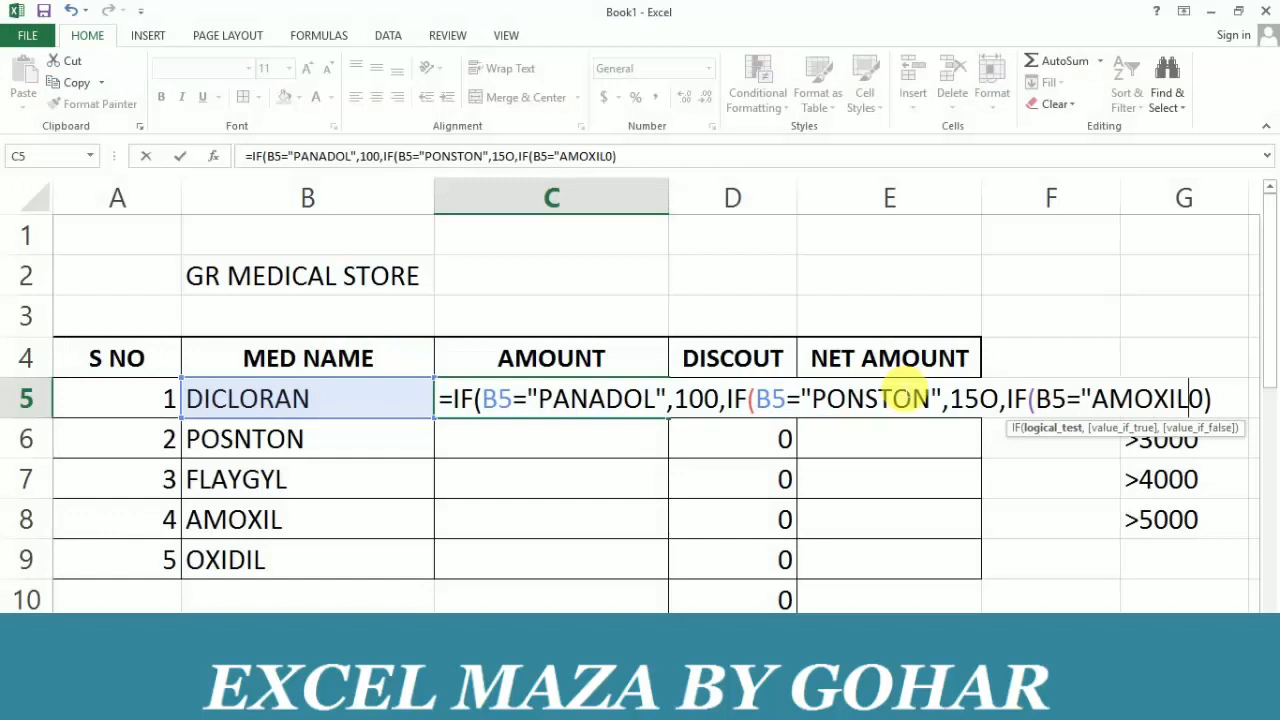 Book1 - Excel
? 
Sign in
FILE HOME INSERT PAGE LAYOUT FORMULAS DATA REVIEW VIEW
Cut
Copy
Format Painter
Paste
Clipboard
11
B I U
Font
Wrap Text
Merge & Center
Alignment
General
$ % ,
Number
Conditional Formatting
Format as Table
Cell Styles
Styles
Insert Delete Format
Cells
AutoSum
Fill
Clear
Sort & Filter
Find & Select
Editing
C5 fx =IF(B5="PANADOL",100,IF(B5="PONSTON",15O,IF(B5="AMOXIL0)
A B C D E F G
1
2 GR MEDICAL STORE
3
4 S NO MED NAME AMOUNT DISCOUT NET AMOUNT
5 1 DICLORAN =IF(B5="PANADOL",100,IF(B5="PONSTON",15O,IF(B5="AMOXIL0)
IF(logical_test, [value_if_true], [value_if_false])
6 2 POSNTON 0 >3000
7 3 FLAYGYL 0 >4000
8 4 AMOXIL 0 >5000
9 5 OXIDIL 0
10 0
EXCEL MAZA BY GOHAR